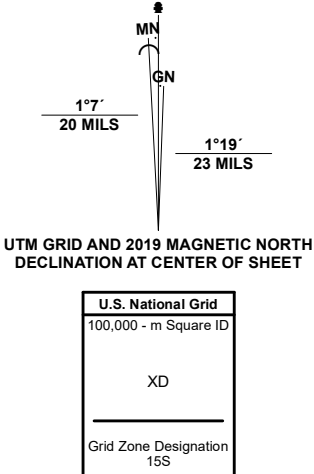 MN
GN
1°7´
20 MILS
1°19´
23 MILS
UTM GRID AND 2019 MAGNETIC NORTH
DECLINATION AT CENTER OF SHEET
U.S. National Grid
100,000 - m Square ID
XD
Grid Zone Designation
15S